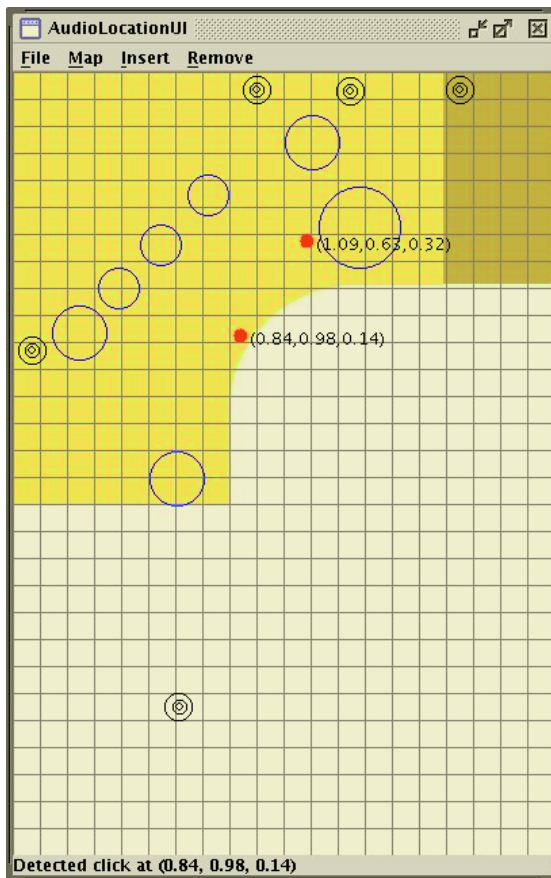 AudioLocationUI
File Map Insert Remove
(1.09,0.63,0.32)
(0.84,0.98,0.14)
Detected click at (0.84, 0.98, 0.14)